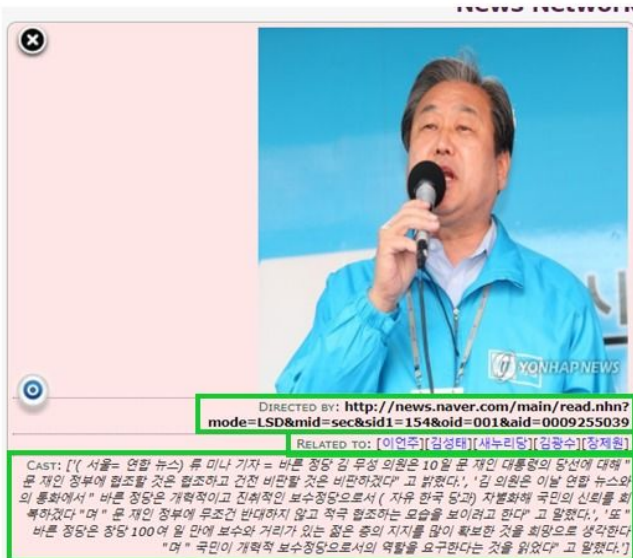 News Network
YONHAPNEWS
DIRECTED BY: http://news.naver.com/main/read.nhn?
mode=LSD&mid=sec&sid1=154&oid=001&aid=0009255039
RELATED TO: [이언주][김성태][새누리당][김광수][장제원]
CAST: ['( 서울= 연합 뉴스) 류 미나 기자 = 바른 정당 김 무성 의원은 10 일 문 재인 대통령의 당선에 대해 "
문 재인 정부에 협조할 것은 협조하고 건전 비판할 것은 비판하겠다" 고 밝혔다.', '김 의원은 이날 연합 뉴스와
의 통화에서 " 바른 정당은 개혁적이고 진취적인 보수정당으로서 ( 자유 한국 당과) 차별화해 국민의 신뢰를 회
복하겠다 "며 " 문 재인 정부에 무조건 반대하지 않고 적극 협조하는 모습을 보이려고 한다" 고 말했다.', '또 "
바른 정당은 창당 100여 일 만에 보수와 거리가 있는 젊은 층의 지지를 많이 확보한 것을 희망으로 생각한다
"며 " 국민이 개혁적 보수정당으로서의 역할을 요구한다는 것을 읽었다" 고 말했다.']